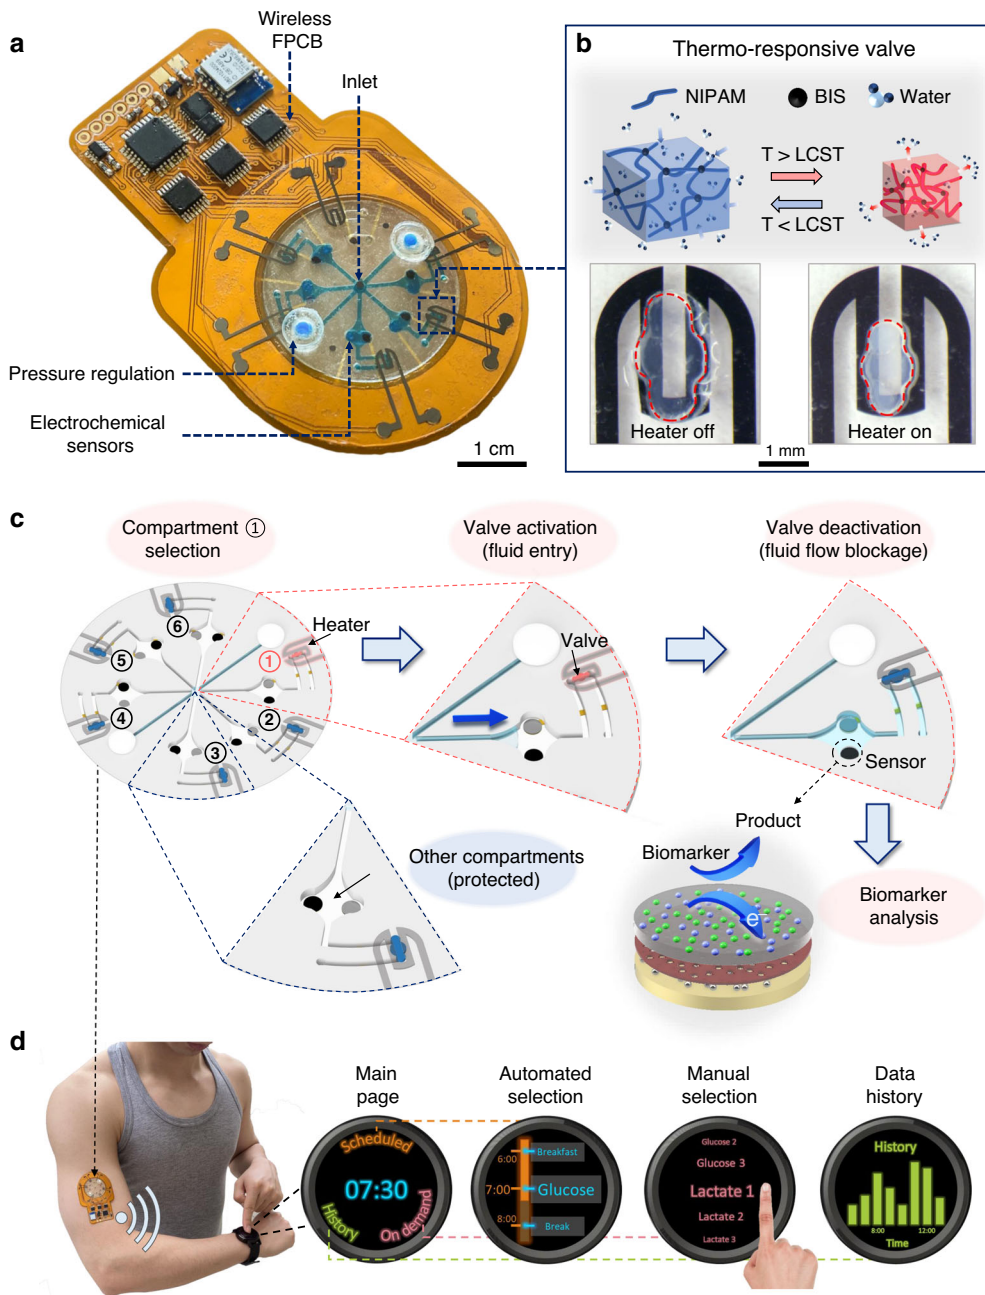 a
Wireless
FPCB
Inlet
Pressure regulation
Electrochemical
sensors
1 cm
b
Thermo-responsive valve
NIPAM
BIS
Water
T > LCST
T < LCST
Heater off
Heater on
1 mm
c
Compartment ①
selection
Valve activation
(fluid entry)
Valve deactivation
(fluid flow blockage)
Heater
Valve
Sensor
①
②
③
④
⑤
⑥
Other compartments
(protected)
Product
Biomarker
e⁻
Biomarker
analysis
d
Main
page
Automated
selection
Manual
selection
Data
history
Scheduled
07:30
History
On demand
6:00
Breakfast
7:00
Glucose
8:00
Break
Glucose 2
Glucose 3
Lactate 1
Lactate 2
Lactate 3
History
8:00
12:00
Time